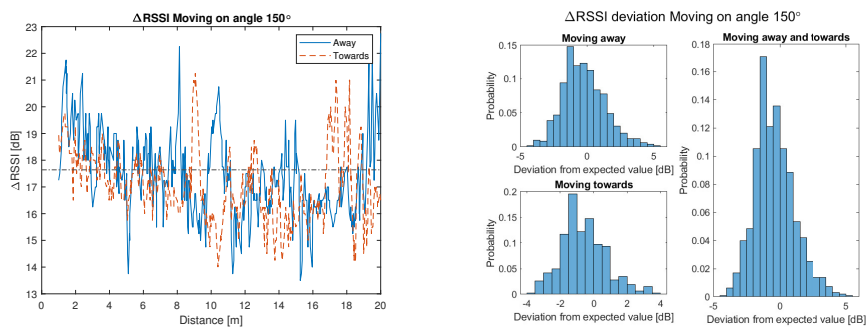 ΔRSSI Moving on angle 150°
Away
Towards
Δ RSSI [dB]
23
22
21
20
19
18
17
16
15
14
13
0 2 4 6 8 10 12 14 16 18 20
Distance [m]
ΔRSSI deviation Moving on angle 150°
Moving away
Probability
0.15
0.1
0.05
0
-5 0 5
Deviation from expected value [dB]
Moving towards
Probability
0.2
0.15
0.1
0.05
0
-4 -2 0 2 4
Deviation from expected value [dB]
Moving away and towards
Probability
0.18
0.16
0.14
0.12
0.1
0.08
0.06
0.04
0.02
0
-5 0 5
Deviation from expected value [dB]